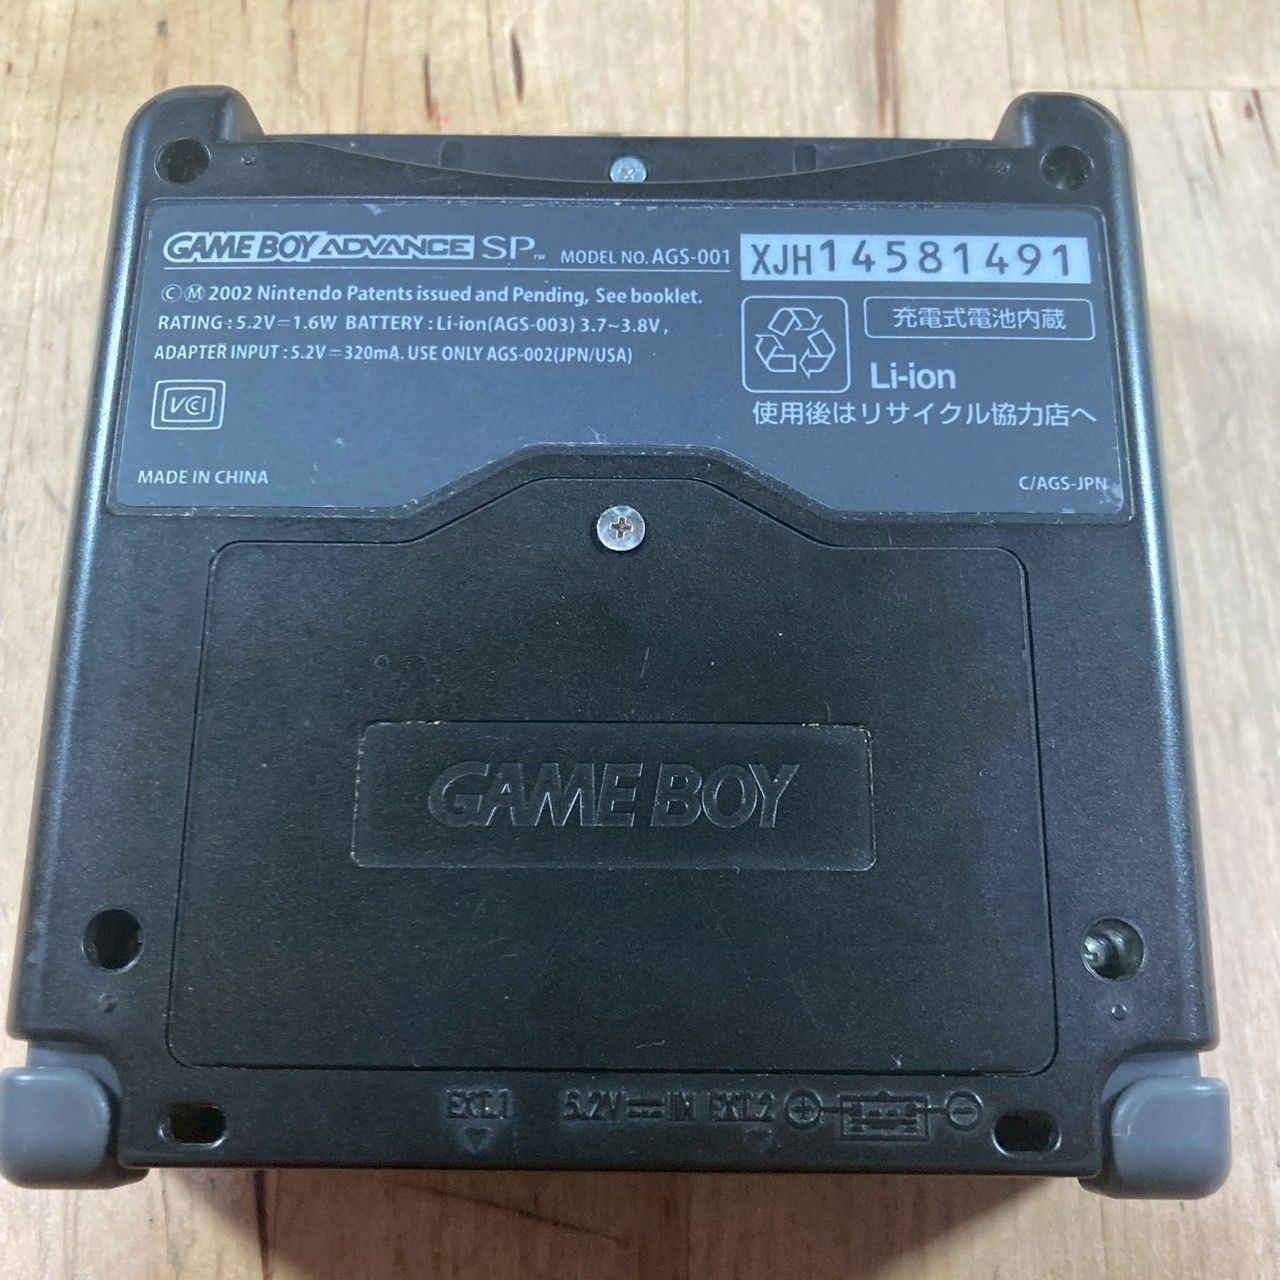 GAME BOY ADVANCE SP™ MODEL NO. AGS-001 XJH14581491
Ⓒ Ⓜ 2002 Nintendo Patents issued and Pending, See booklet.
RATING : 5.2V⎓1.6W BATTERY : Li-ion(AGS-003) 3.7~3.8V,
ADAPTER INPUT : 5.2V⎓320mA. USE ONLY AGS-002(JPN/USA)
VCI
MADE IN CHINA
充電式電池内蔵
Li-ion
使用後はリサイクル協力店へ
C/AGS-JPN
GAME BOY
EXT.1 5.2V⎓IN EXT.2